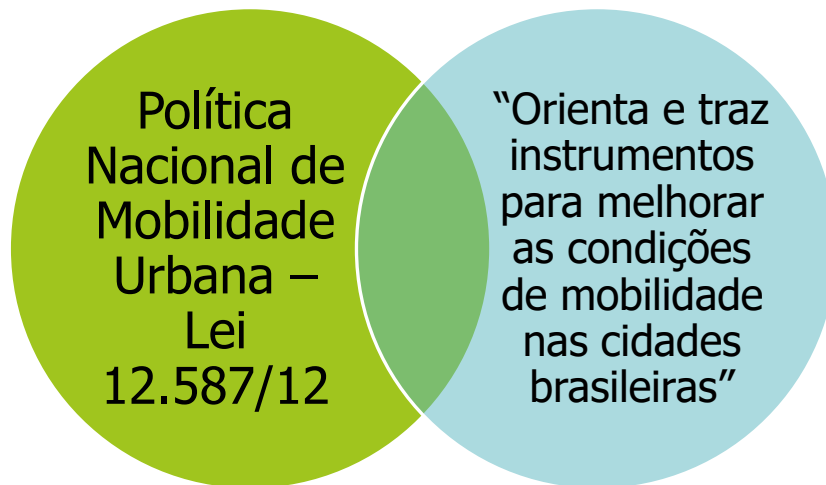 Política
Nacional de
Mobilidade
Urbana –
Lei
12.587/12
“Orienta e traz
instrumentos
para melhorar
as condições
de mobilidade
nas cidades
brasileiras”